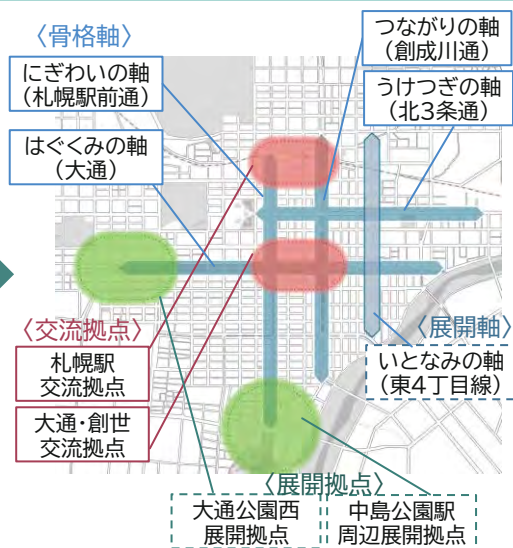 〈骨格軸〉
にぎわいの軸
(札幌駅前通)
はぐくみの軸
(大通)
つながりの軸
(創成川通)
うけつぎの軸
(北3条通)
〈交流拠点〉
札幌駅
交流拠点
大通・創世
交流拠点
〈展開軸〉
いとなみの軸
(東4丁目線)
〈展開拠点〉
大通公園西
展開拠点
中島公園駅
周辺展開拠点